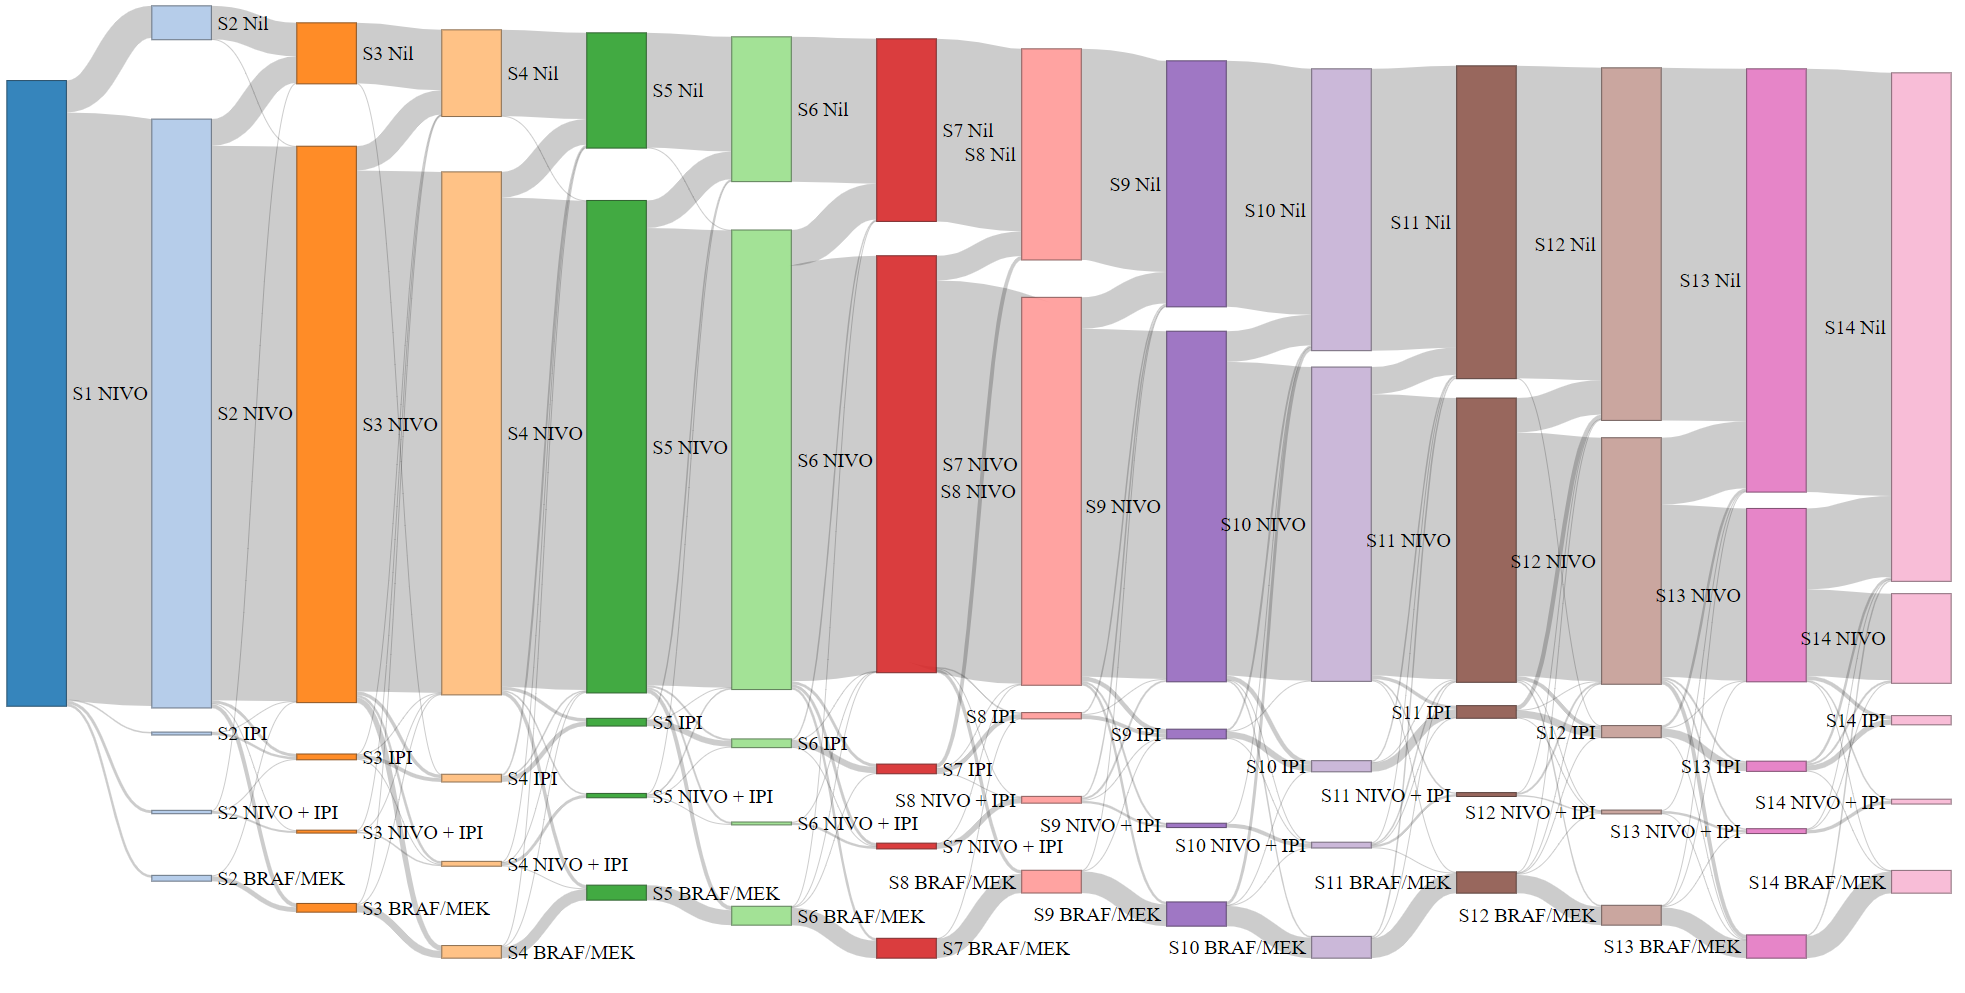 S1 NIVO
S2 Nil
S2 NIVO
S2 IPI
S2 NIVO + IPI
S2 BRAF/MEK
S3 Nil
S3 NIVO
S3 IPI
S3 NIVO + IPI
S3 BRAF/MEK
S4 Nil
S4 NIVO
S4 IPI
S4 NIVO + IPI
S4 BRAF/MEK
S5 Nil
S5 NIVO
S5 IPI
S5 NIVO + IPI
S5 BRAF/MEK
S6 Nil
S6 NIVO
S6 IPI
S6 NIVO + IPI
S6 BRAF/MEK
S7 Nil
S7 NIVO
S7 IPI
S7 NIVO + IPI
S7 BRAF/MEK
S8 Nil
S8 NIVO
S8 IPI
S8 NIVO + IPI
S8 BRAF/MEK
S9 Nil
S9 NIVO
S9 IPI
S9 NIVO + IPI
S9 BRAF/MEK
S10 Nil
S10 NIVO
S10 IPI
S10 NIVO + IPI
S10 BRAF/MEK
S11 Nil
S11 NIVO
S11 IPI
S11 NIVO + IPI
S11 BRAF/MEK
S12 Nil
S12 NIVO
S12 IPI
S12 NIVO + IPI
S12 BRAF/MEK
S13 Nil
S13 NIVO
S13 IPI
S13 NIVO + IPI
S13 BRAF/MEK
S14 Nil
S14 NIVO
S14 IPI
S14 NIVO + IPI
S14 BRAF/MEK